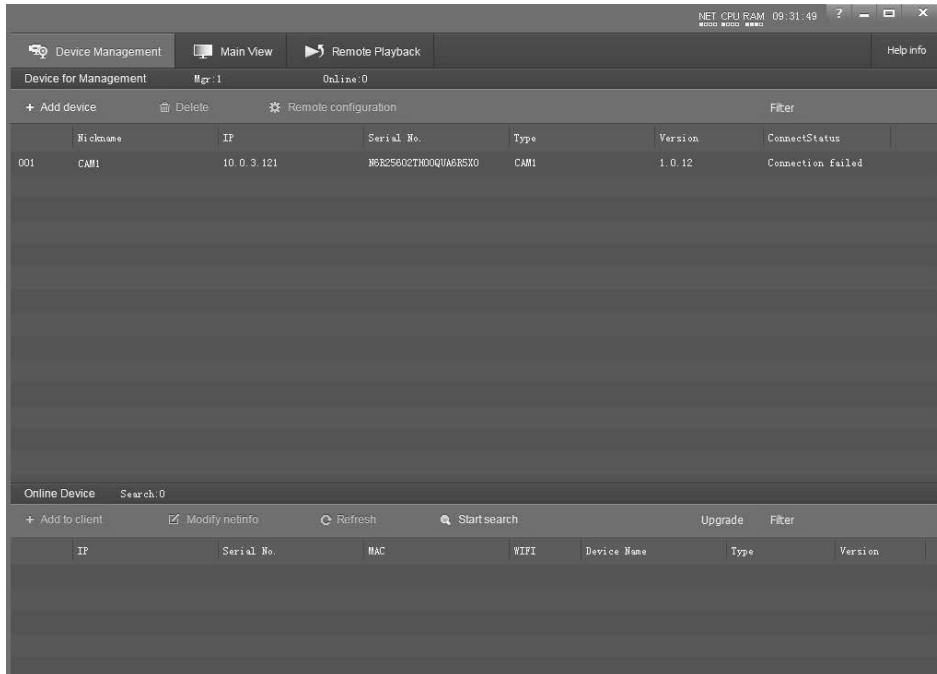 NET CPU RAM 09:31:49 ? X
Device Management Main View Remote Playback Help info
Device for Management Mgr:1 Online:0
+ Add device Delete Remote configuration Filter
Nickname IP Serial No. Type Version ConnectStatus
001 CAM1 10.0.3.121 N6R25602TH00QUA6R5X0 CAM1 1.0.12 Connection failed
Online Device Search:0
+ Add to client Modify netinfo Refresh Start search Upgrade Filter
IP Serial No. MAC WIFI Device Name Type Version